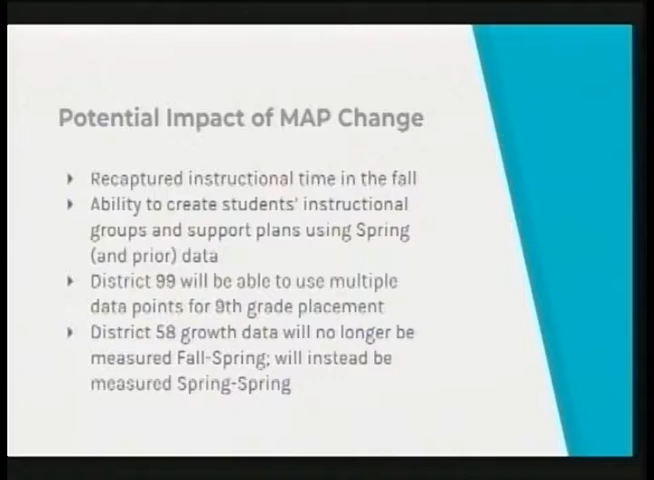 Potential Impact of MAP Change
Recaptured instructional time in the fall
Ability to create students' instructional
groups and support plans using Spring
(and prior) data
District 99 will be able to use multiple
data points for 9th grade placement
District 58 growth data will no longer be
measured Fall-Spring; will instead be
measured Spring-Spring